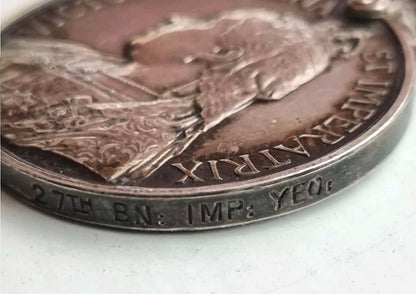 ET IMPERATRIX
27TH BN: IMP: YEO: